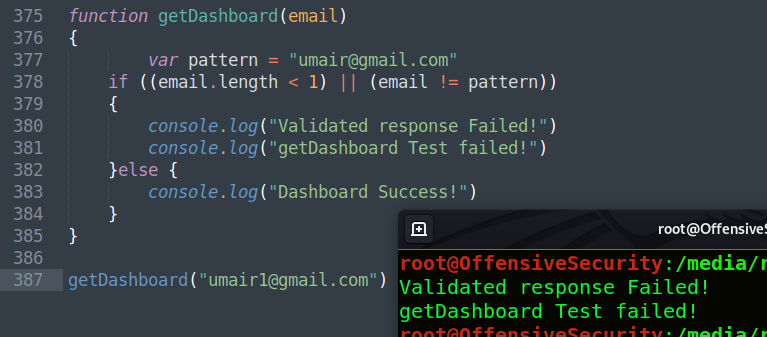 375 function getDashboard(email)
376 {
377 var pattern = "umair@gmail.com"
378 if ((email.length < 1) || (email != pattern))
379 {
380 console.log("Validated response Failed!")
381 console.log("getDashboard Test failed!")
382 }else {
383 console.log("Dashboard Success!")
384 }
385 }
386
387 getDashboard("umair1@gmail.com")
root@OffensiveS
root@OffensiveSecurity:/media/r
Validated response Failed!
getDashboard Test failed!
root@OffensiveSecurity:/media/r